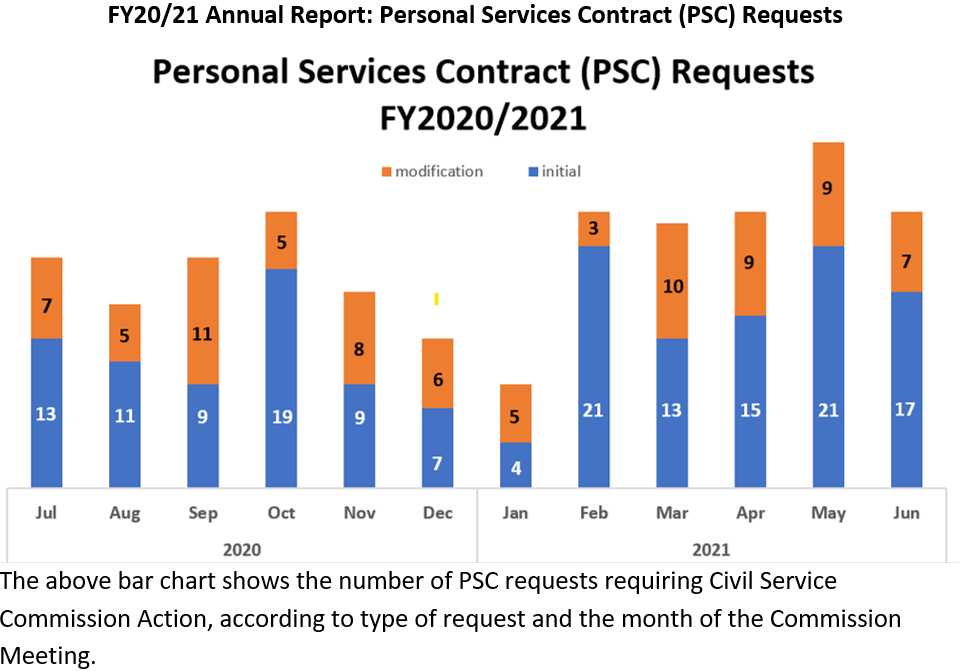 FY20/21 Annual Report: Personal Services Contract (PSC) Requests
Personal Services Contract (PSC) Requests
FY2020/2021
modification initial
9
5 3 7
10 9
7 11
5 8
6
13 11 9 19 9 5 21 13 15 21 17
7 4
Jul Aug Sep Oct Nov Dec Jan Feb Mar Apr May Jun
2020 2021
The above bar chart shows the number of PSC requests requiring Civil Service
Commission Action, according to type of request and the month of the Commission
Meeting.